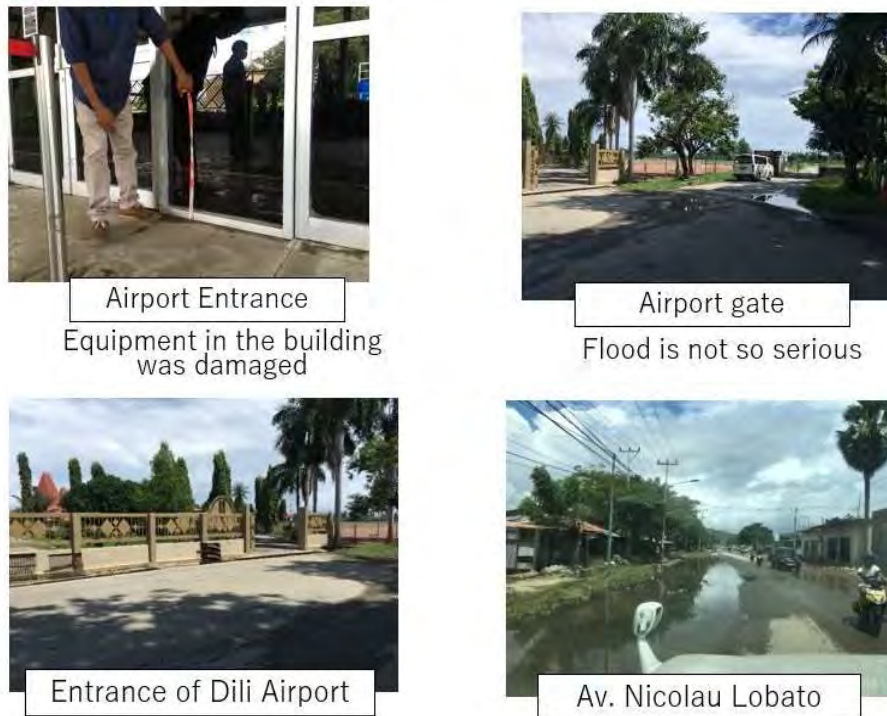 Airport Entrance
Equipment in the building
was damaged
Airport gate
Flood is not so serious
Entrance of Dili Airport
Av. Nicolau Lobato